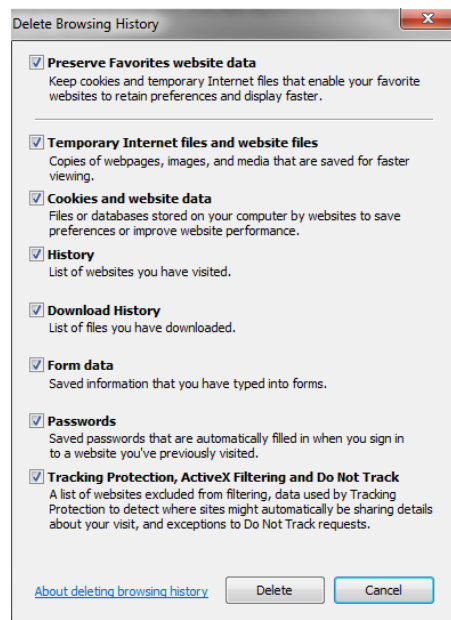 Delete Browsing History
Preserve Favorites website data
Keep cookies and temporary Internet files that enable your favorite
websites to retain preferences and display faster.
Temporary Internet files and website files
Copies of webpages, images, and media that are saved for faster
viewing.
Cookies and website data
Files or databases stored on your computer by websites to save
preferences or improve website performance.
History
List of websites you have visited.
Download History
List of files you have downloaded.
Form data
Saved information that you have typed into forms.
Passwords
Saved passwords that are automatically filled in when you sign in
to a website you've previously visited.
Tracking Protection, ActiveX Filtering and Do Not Track
A list of websites excluded from filtering, data used by Tracking
Protection to detect where sites might automatically be sharing details
about your visit, and exceptions to Do Not Track requests.
About deleting browsing history Delete Cancel